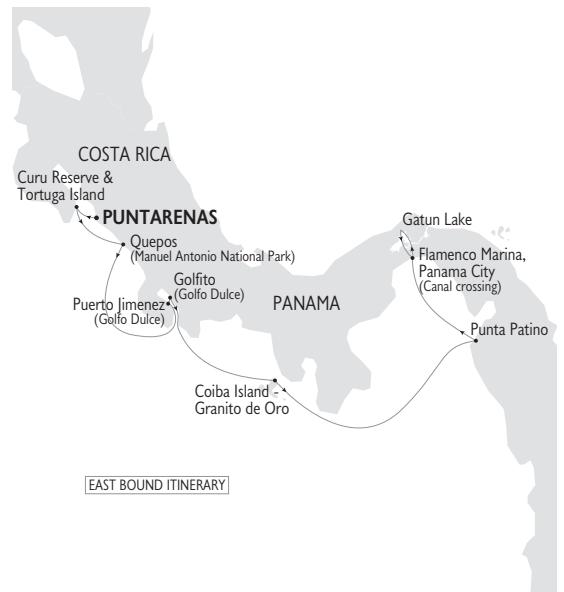 COSTA RICA
Curu Reserve &
Tortuga Island
PUNTARENAS
Quepos
(Manuel Antonio National Park)
Golfito
(Golfo Dulce)
Puerto Jimenez
(Golfo Dulce)
PANAMA
Gatun Lake
Flamenco Marina,
Panama City
(Canal crossing)
Punta Patino
Coiba Island -
Granito de Oro
EAST BOUND ITINERARY